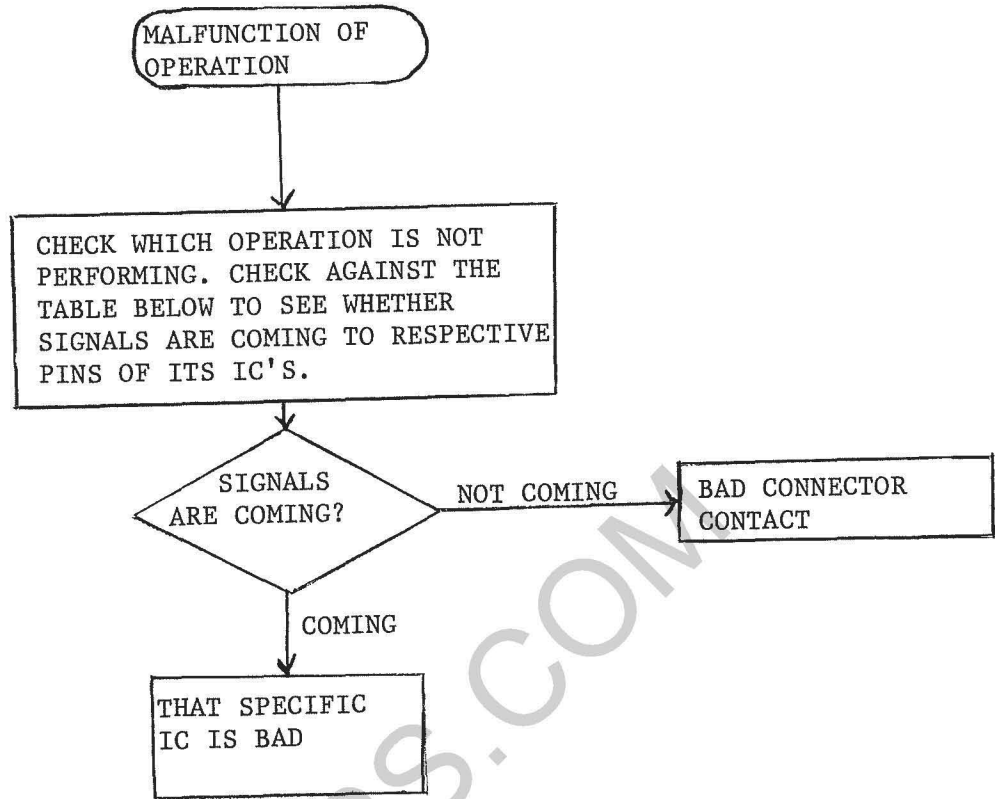 MALFUNCTION OF
OPERATION
CHECK WHICH OPERATION IS NOT
PERFORMING. CHECK AGAINST THE
TABLE BELOW TO SEE WHETHER
SIGNALS ARE COMING TO RESPECTIVE
PINS OF ITS IC'S.
SIGNALS
ARE COMING?
NOT COMING
BAD CONNECTOR
CONTACT
COMING
THAT SPECIFIC
IC IS BAD
S.COM